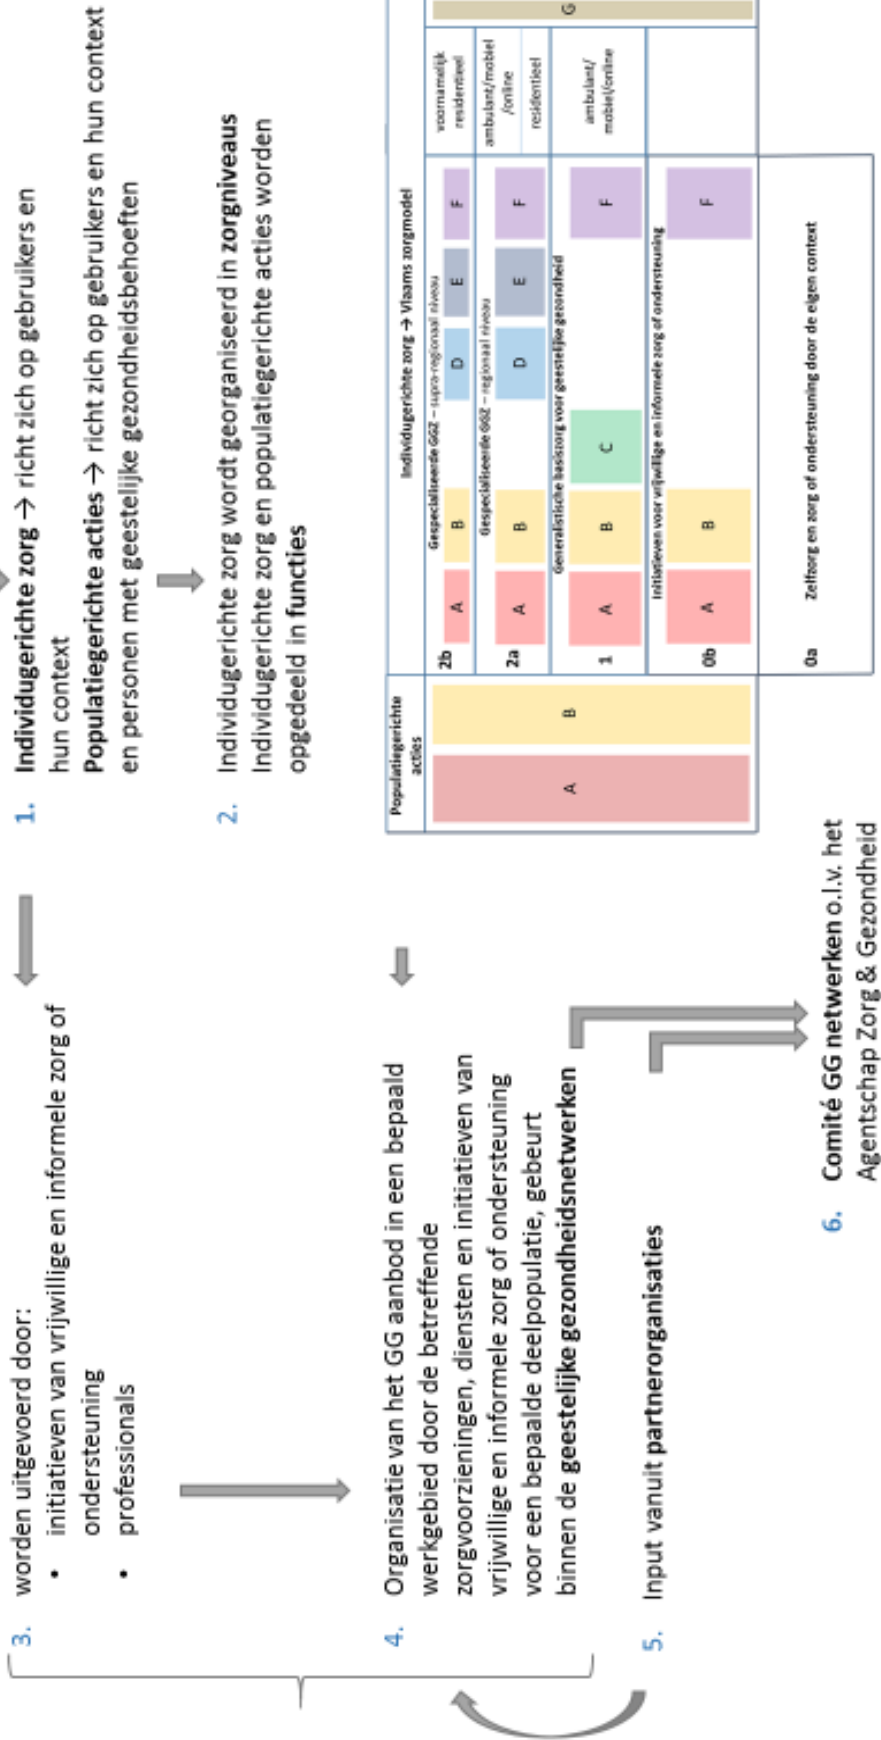 1. Individugerichte zorg → richt zich op gebruikers en
hun context
Populatiegerichte acties → richt zich op gebruikers en hun context
en personen met geestelijke gezondheidsbehoeften
2. Individugerichte zorg wordt georganiseerd in zorgniveaus
Individugerichte zorg en populatiegerichte acties worden
opgedeeld in functies
3. worden uitgevoerd door:
• initiatieven van vrijwillige en informele zorg of
ondersteuning
• professionals
4. Organisatie van het GG aanbod in een bepaald
werkgebied door de betreffende
zorgvoorzieningen, diensten en initiatieven van
vrijwillige en informele zorg of ondersteuning
voor een bepaalde deelpopulatie, gebeurt
binnen de geestelijke gezondheidsnetwerken
5. Input vanuit partnerorganisaties
6. Comité GG netwerken o.l.v. het
Agentschap Zorg & Gezondheid
Populatiegerichte
acties
A B
Individugerichte zorg → Vlaams zorgmodel
Gespecialiseerde GGZ – supra-regionaal niveau
2b A B D E F
voornamelijk
residentieel
Gespecialiseerde GGZ – regionaal niveau
2a A B D E F
ambulant/mobiel
/online
residentieel
Generalistische basiszorg voor geestelijke gezondheid
1 A B C F
ambulant/
mobiel/online
Initiatieven voor vrijwillige en informele zorg of ondersteuning
0b A B F
0a Zelfzorg en zorg of ondersteuning door de eigen context
G